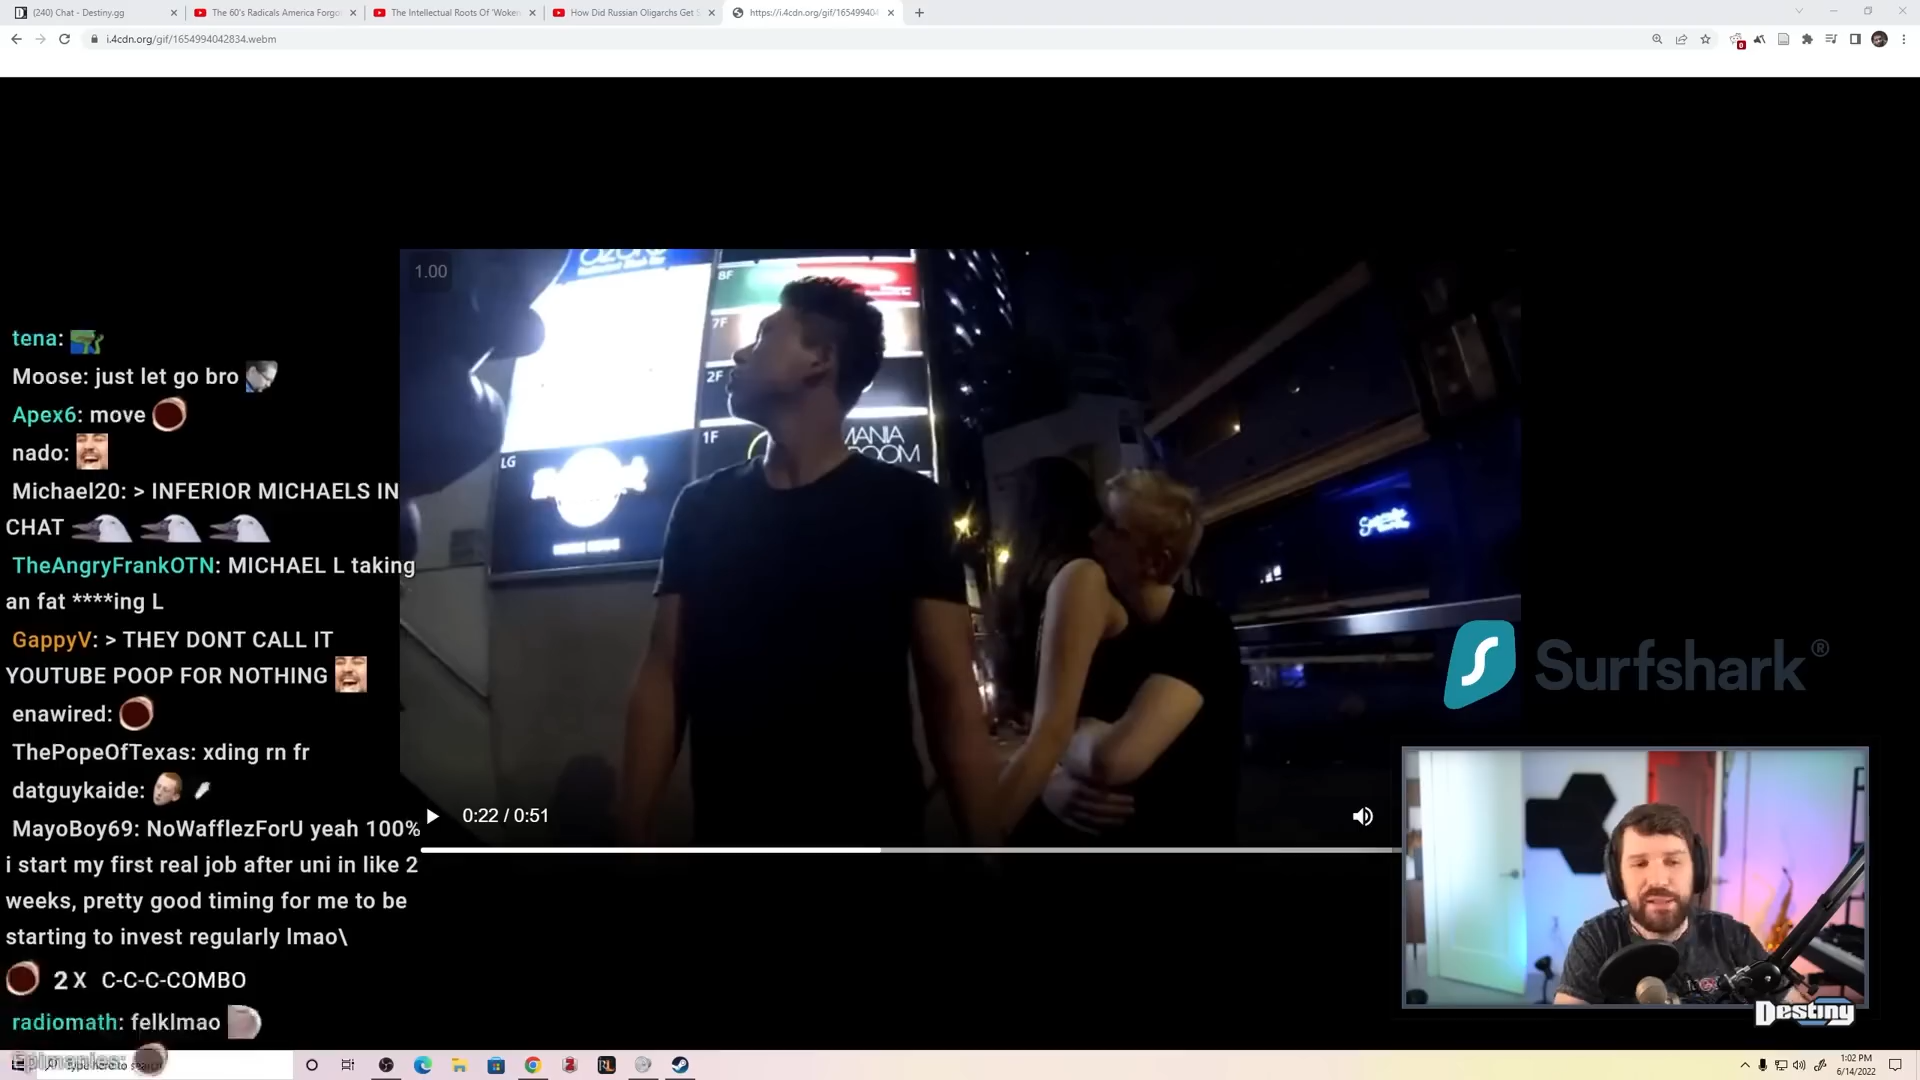 (240) Chat - Destiny.gg
The 60's Radicals America Forgo
The Intellectual Roots Of 'Woken
How Did Russian Oligarchs Get S
https://i.4cdn.org/gif/16549940
i.4cdn.org/gif/1654994042834.webm
1.00
8F
7F
2F
1F
MANIA
ROOM
LG
tena:
Moose: just let go bro
Apex6: move
nado:
Michael20: > INFERIOR MICHAELS IN
CHAT
TheAngryFrankOTN: MICHAEL L taking
an fat ****ing L
GappyV: > THEY DONT CALL IT
YOUTUBE POOP FOR NOTHING
enawired:
ThePopeOfTexas: xding rn fr
datguykaide:
MayoBoy69: NoWafflezForU yeah 100%
i start my first real job after uni in like 2
weeks, pretty good timing for me to be
starting to invest regularly lmao\
2 X C-C-C-COMBO
radiomath: felklmao
0:22 / 0:51
Surfshark®
Destiny
Type here to search
1:02 PM
6/14/2022